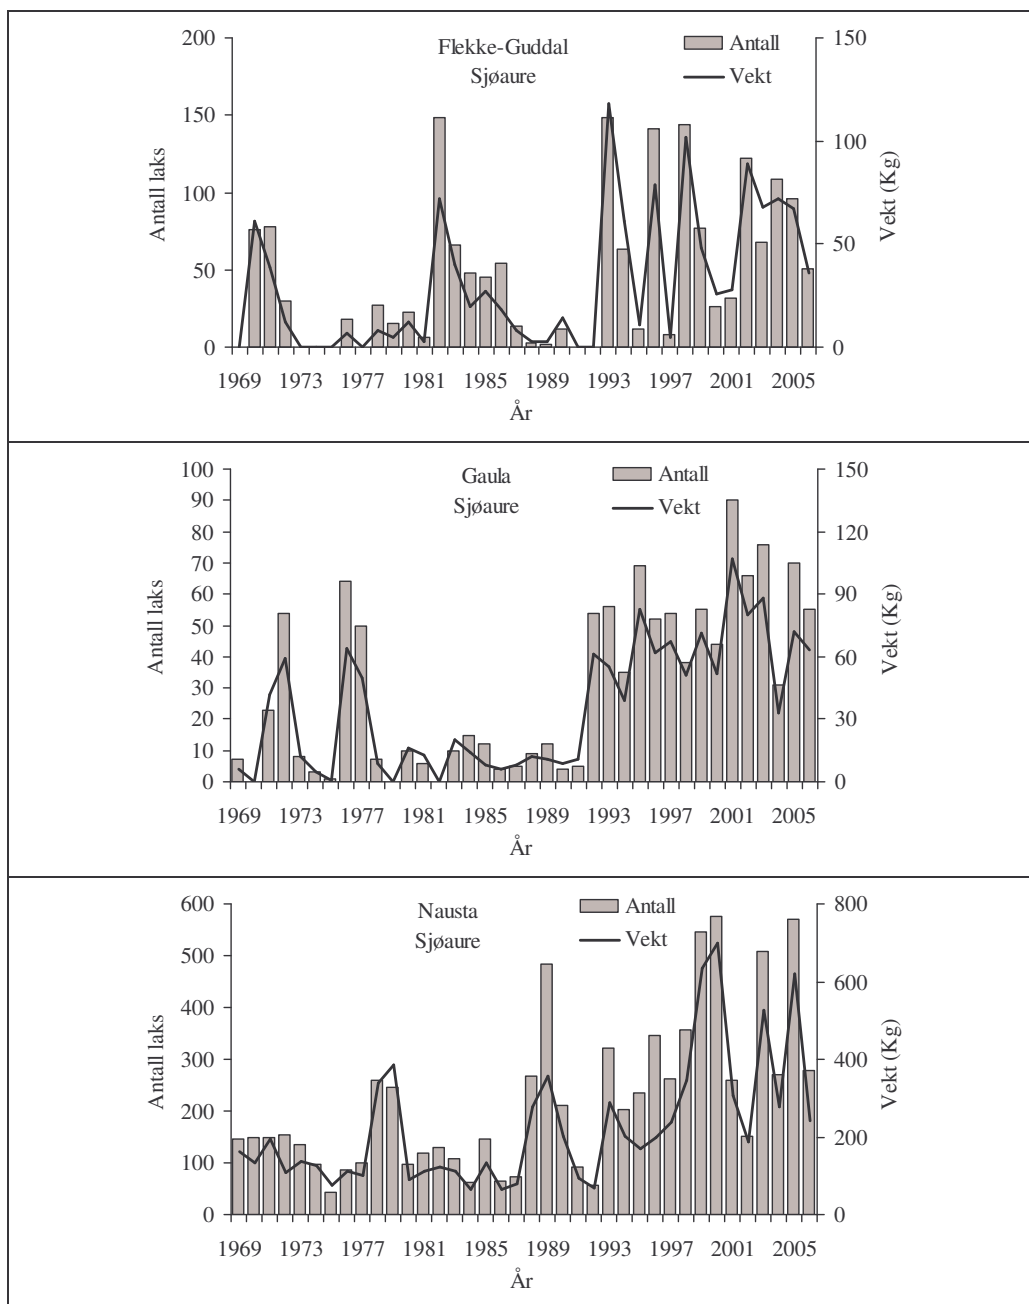 Flekke-Guddal
Sjøaure
Antall
Vekt
Antall laks
200
150
100
50
0
Vekt (Kg)
150
100
50
0
1969 1973 1977 1981 1985 1989 1993 1997 2001 2005
År
Gaula
Sjøaure
Antall
Vekt
Antall laks
100
90
80
70
60
50
40
30
20
10
0
Vekt (Kg)
150
120
90
60
30
0
1969 1973 1977 1981 1985 1989 1993 1997 2001 2005
År
Nausta
Sjøaure
Antall
Vekt
Antall laks
600
500
400
300
200
100
0
Vekt (Kg)
800
600
400
200
0
1969 1973 1977 1981 1985 1989 1993 1997 2001 2005
År